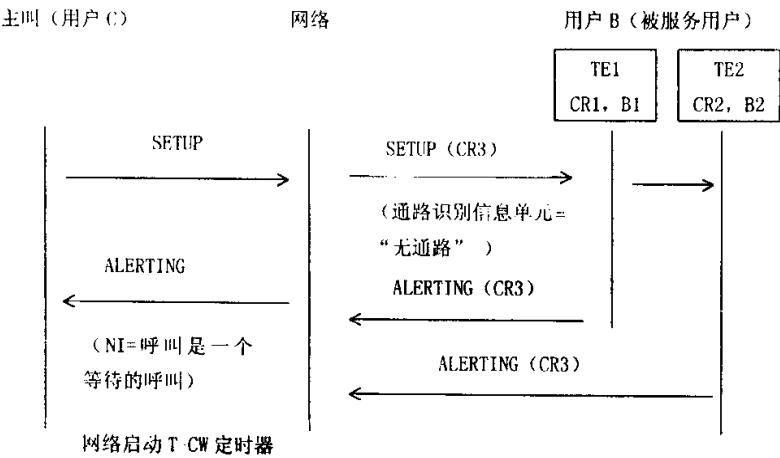 主叫（用户C） 网络 用户B（被服务用户）
TE1 TE2
CR1，B1 CR2，B2
SETUP SETUP（CR3）
（通路识别信息单元=
“无通路”）
ALERTING ALERTING（CR3）
（NI=呼叫是一个
等待的呼叫）
ALERTING（CR3）
网络启动T-CW定时器